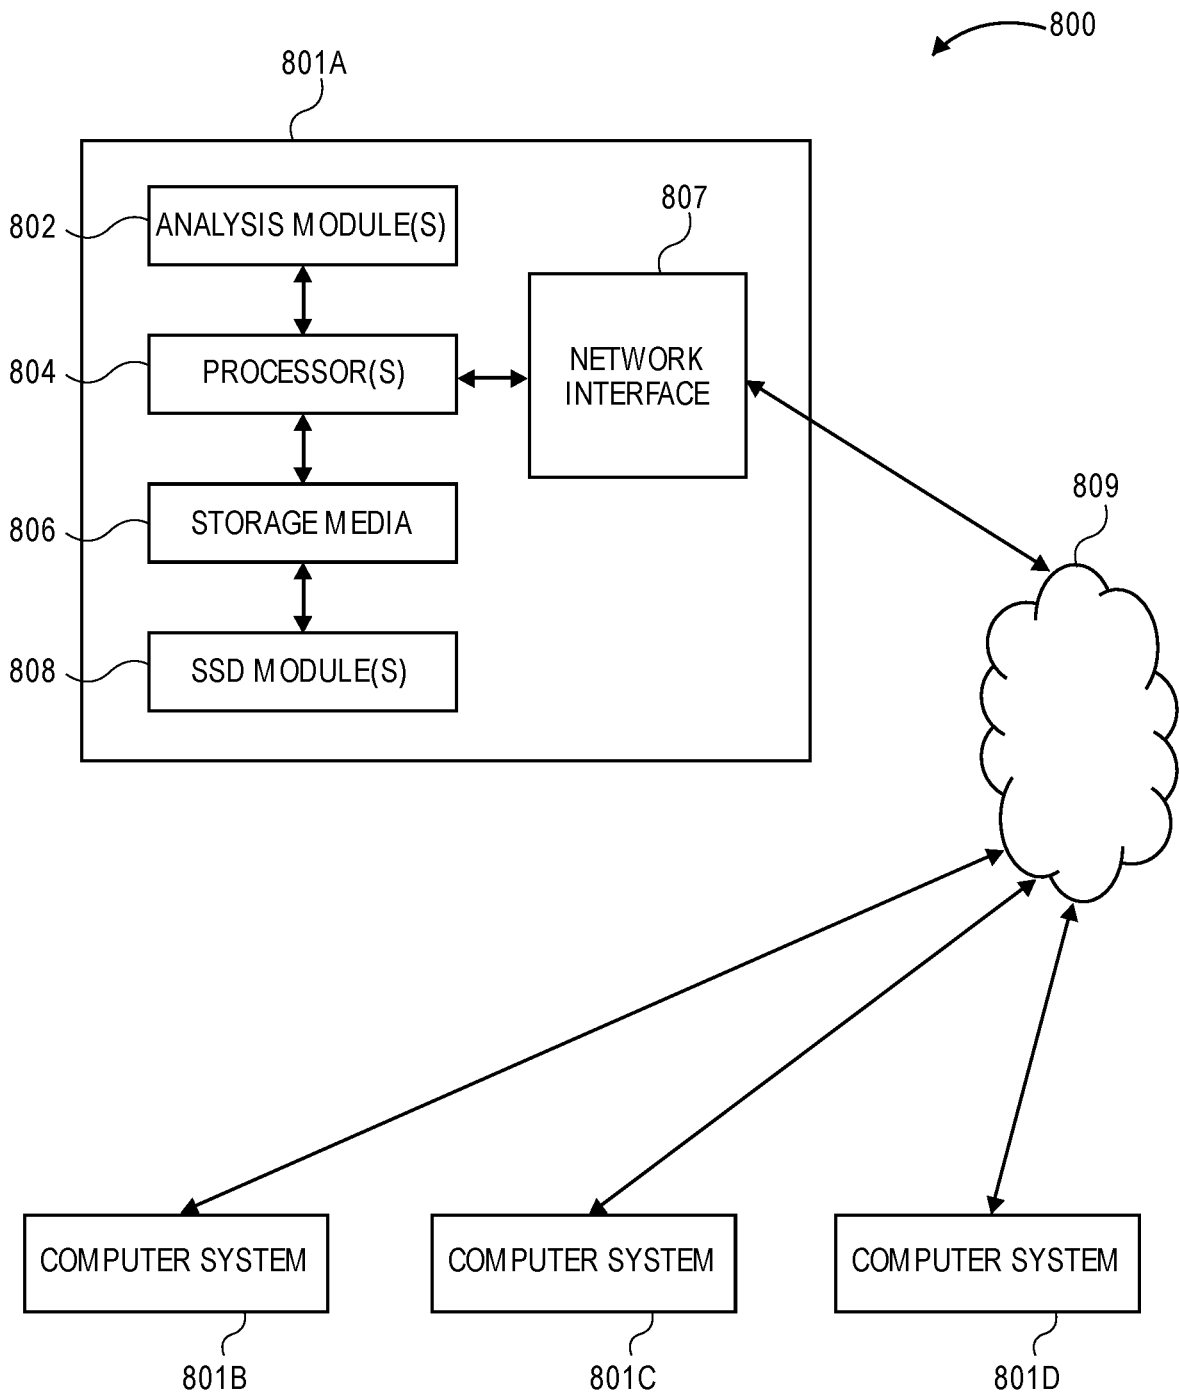 800
801A
807
802
ANALYSIS MODULE(S)
804
PROCESSOR(S)
NETWORK
INTERFACE
809
806
STORAGE MEDIA
808
SSD MODULE(S)
COMPUTER SYSTEM
COMPUTER SYSTEM
COMPUTER SYSTEM
801B
801C
801D